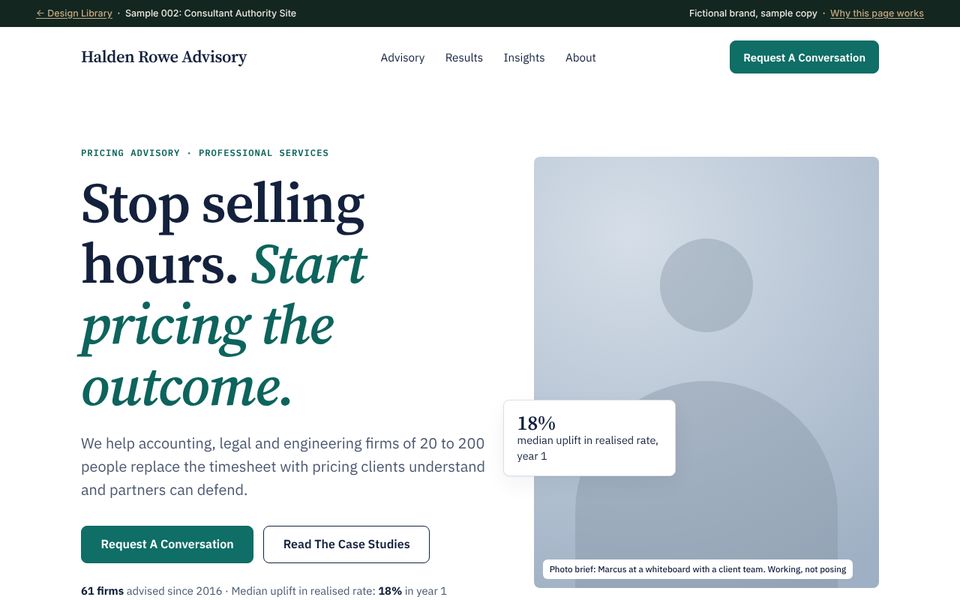 ← Design Library · Sample 002: Consultant Authority Site
Fictional brand, sample copy · Why this page works
Halden Rowe Advisory
Advisory Results Insights About
Request A Conversation
PRICING ADVISORY · PROFESSIONAL SERVICES
Stop selling
hours. Start
pricing the
outcome.
We help accounting, legal and engineering firms of 20 to 200
people replace the timesheet with pricing clients understand
and partners can defend.
Request A Conversation
Read The Case Studies
61 firms advised since 2016 · Median uplift in realised rate: 18% in year 1
18%
median uplift in realised rate,
year 1
Photo brief: Marcus at a whiteboard with a client team. Working, not posing